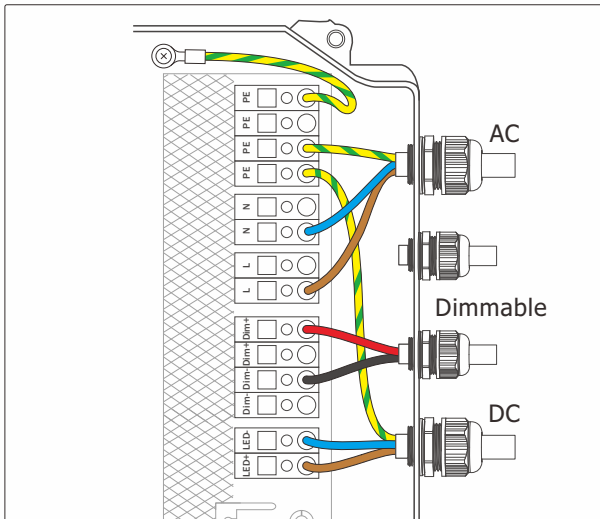 PE
PE
PE
PE
N
N
L
L
Dim+
Dim+
Dim-
Dim-
LED-
LED+
AC
Dimmable
DC